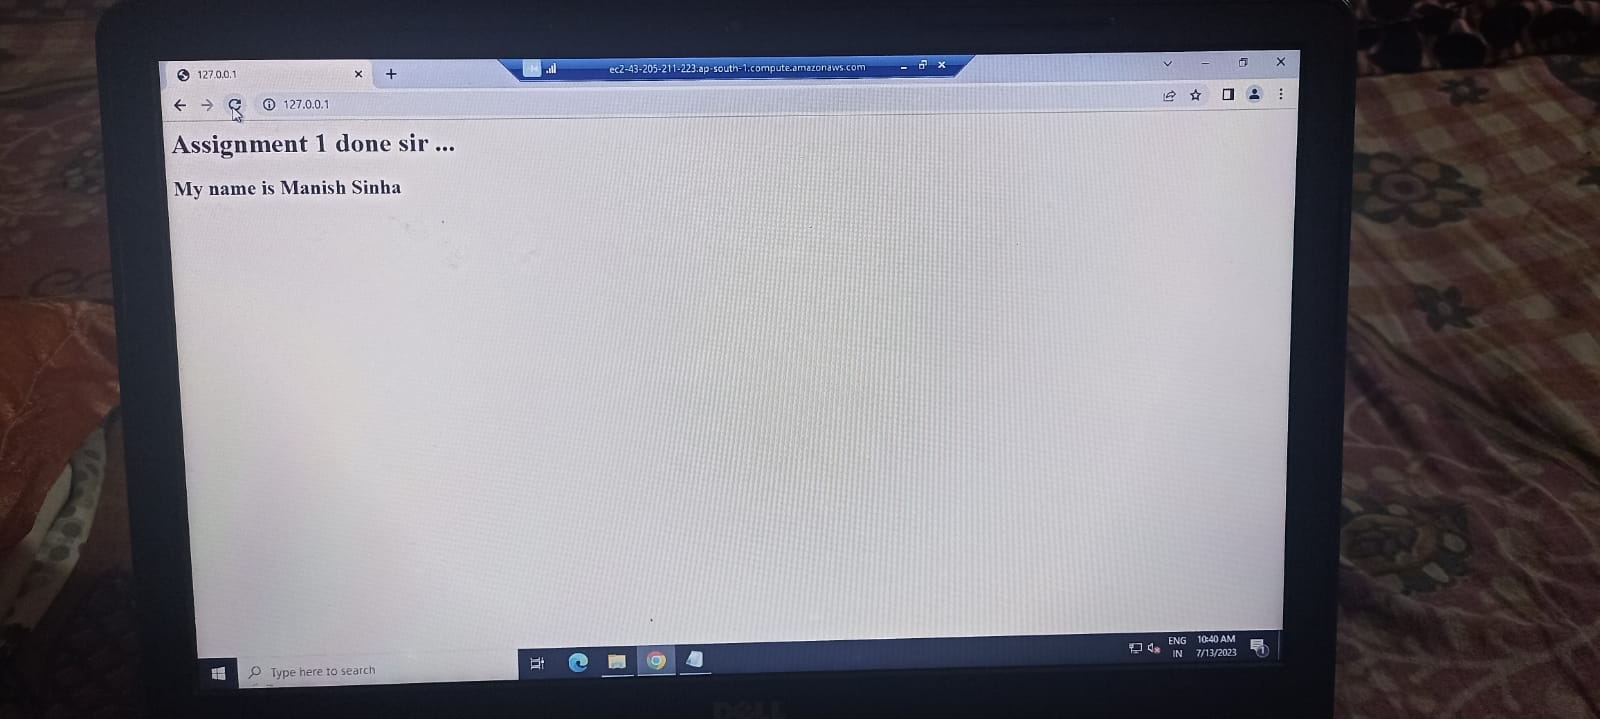 127.0.0.1
ec2-43-205-211-223.ap-south-1.compute.amazonaws.com
127.0.0.1
Assignment 1 done sir ...
My name is Manish Sinha
Type here to search
ENG
IN
10:40 AM
7/13/2023
1
DELL